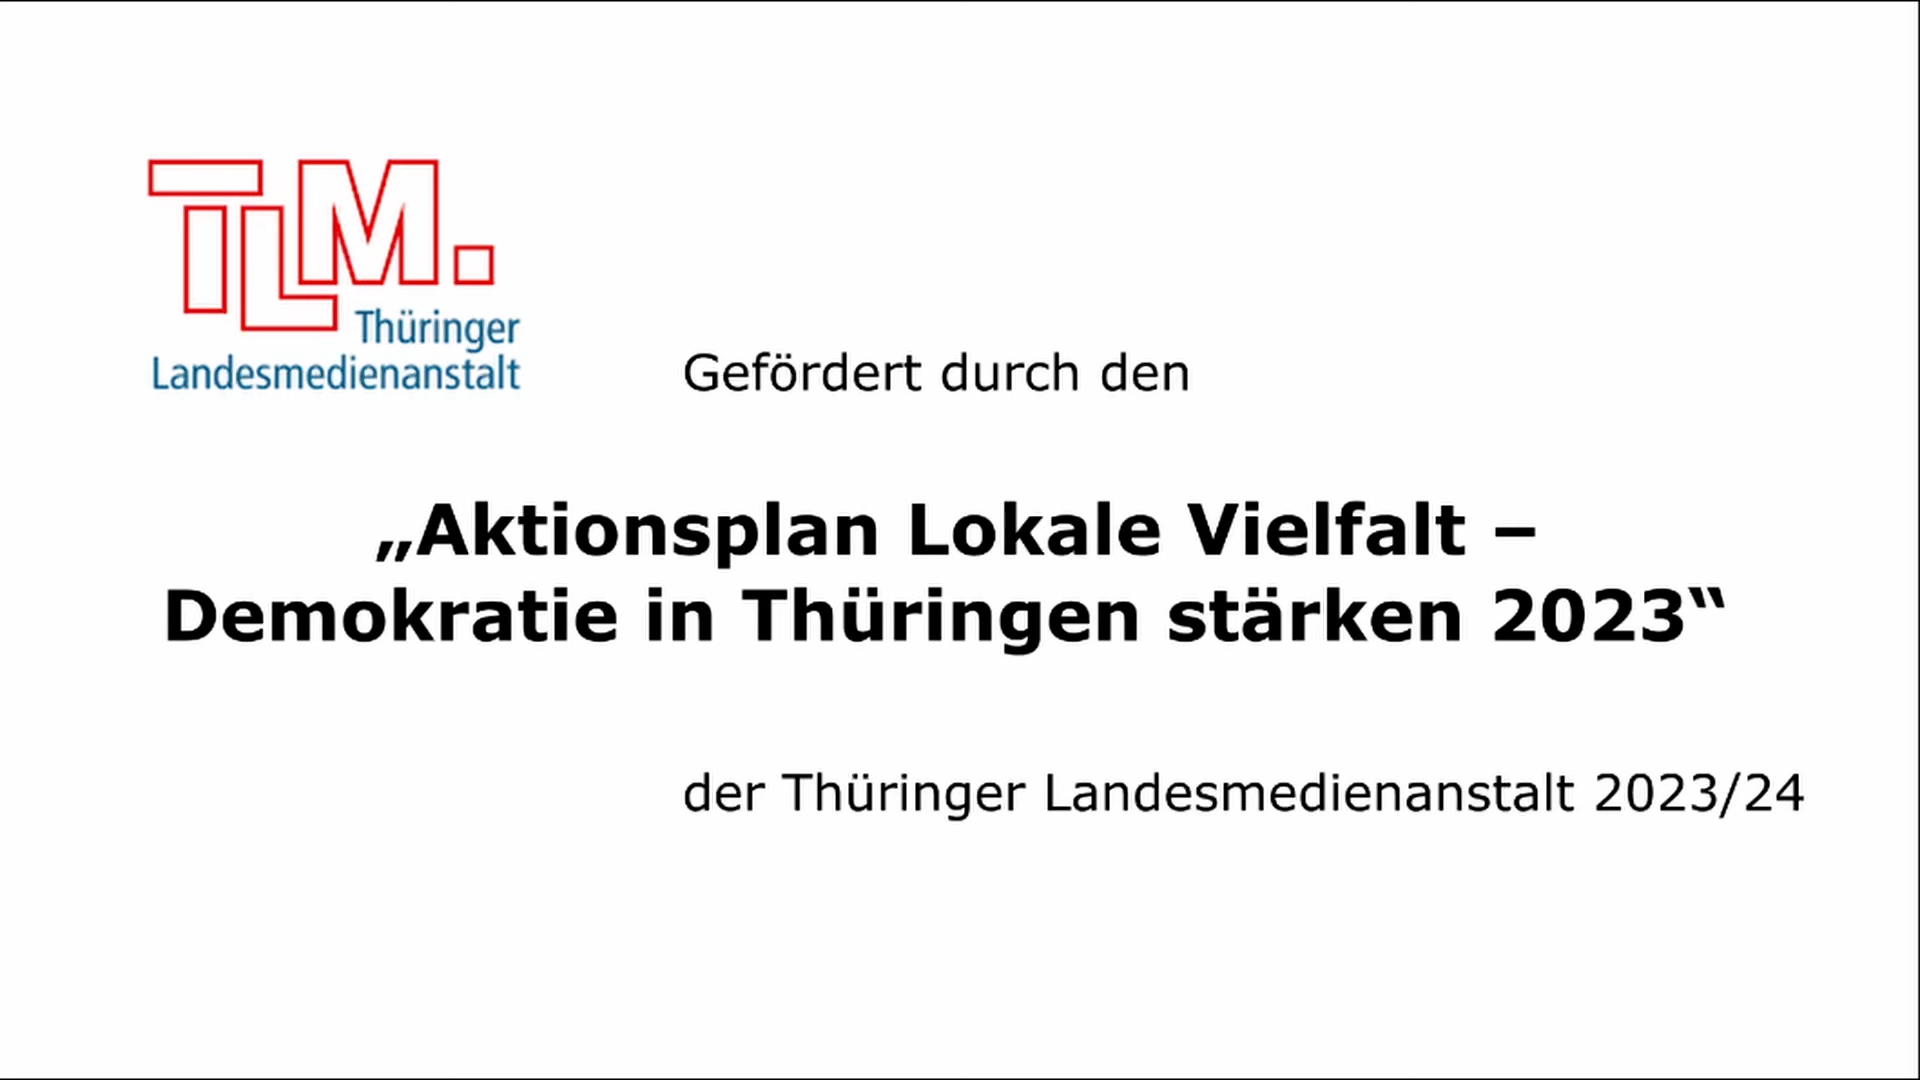 TLM.
Thüringer
Landesmedienanstalt
Gefördert durch den
„Aktionsplan Lokale Vielfalt –
Demokratie in Thüringen stärken 2023“
der Thüringer Landesmedienanstalt 2023/24